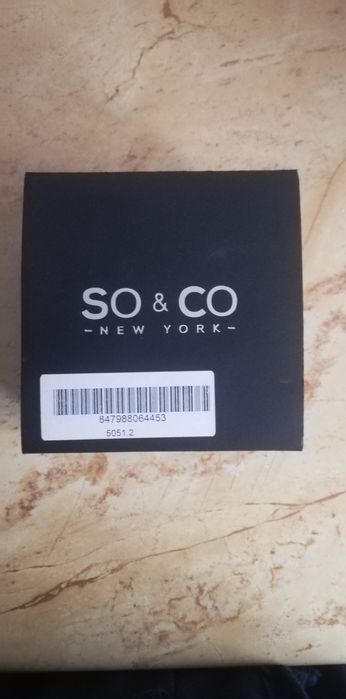 SO & CO
- NEW YORK -
847988064453
5051.2